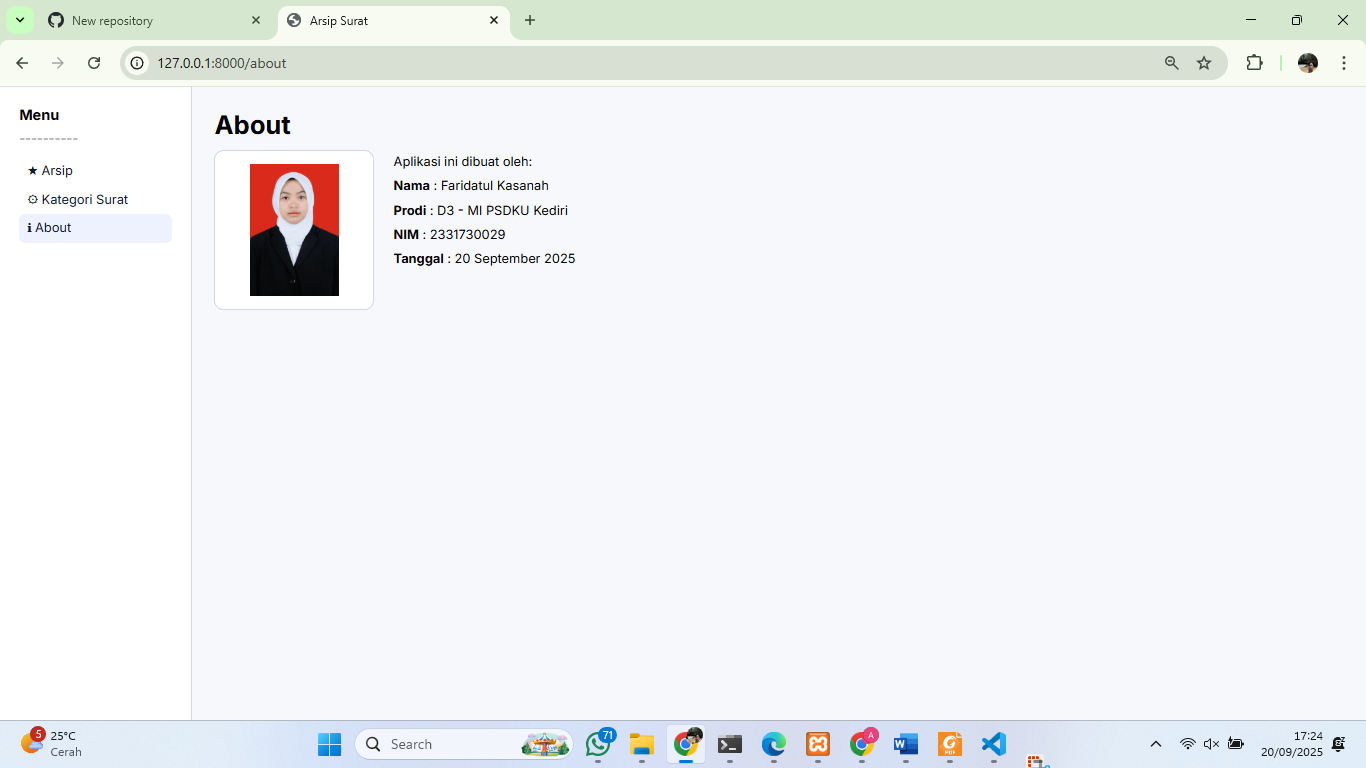 New repository
Arsip Surat
127.0.0.1:8000/about
Menu
----------
★ Arsip
⚙ Kategori Surat
ℹ About
About
Aplikasi ini dibuat oleh:
Nama : Faridatul Kasanah
Prodi : D3 - MI PSDKU Kediri
NIM : 2331730029
Tanggal : 20 September 2025
5
25°C
Cerah
Search
71
A
PDF
17:24
20/09/2025